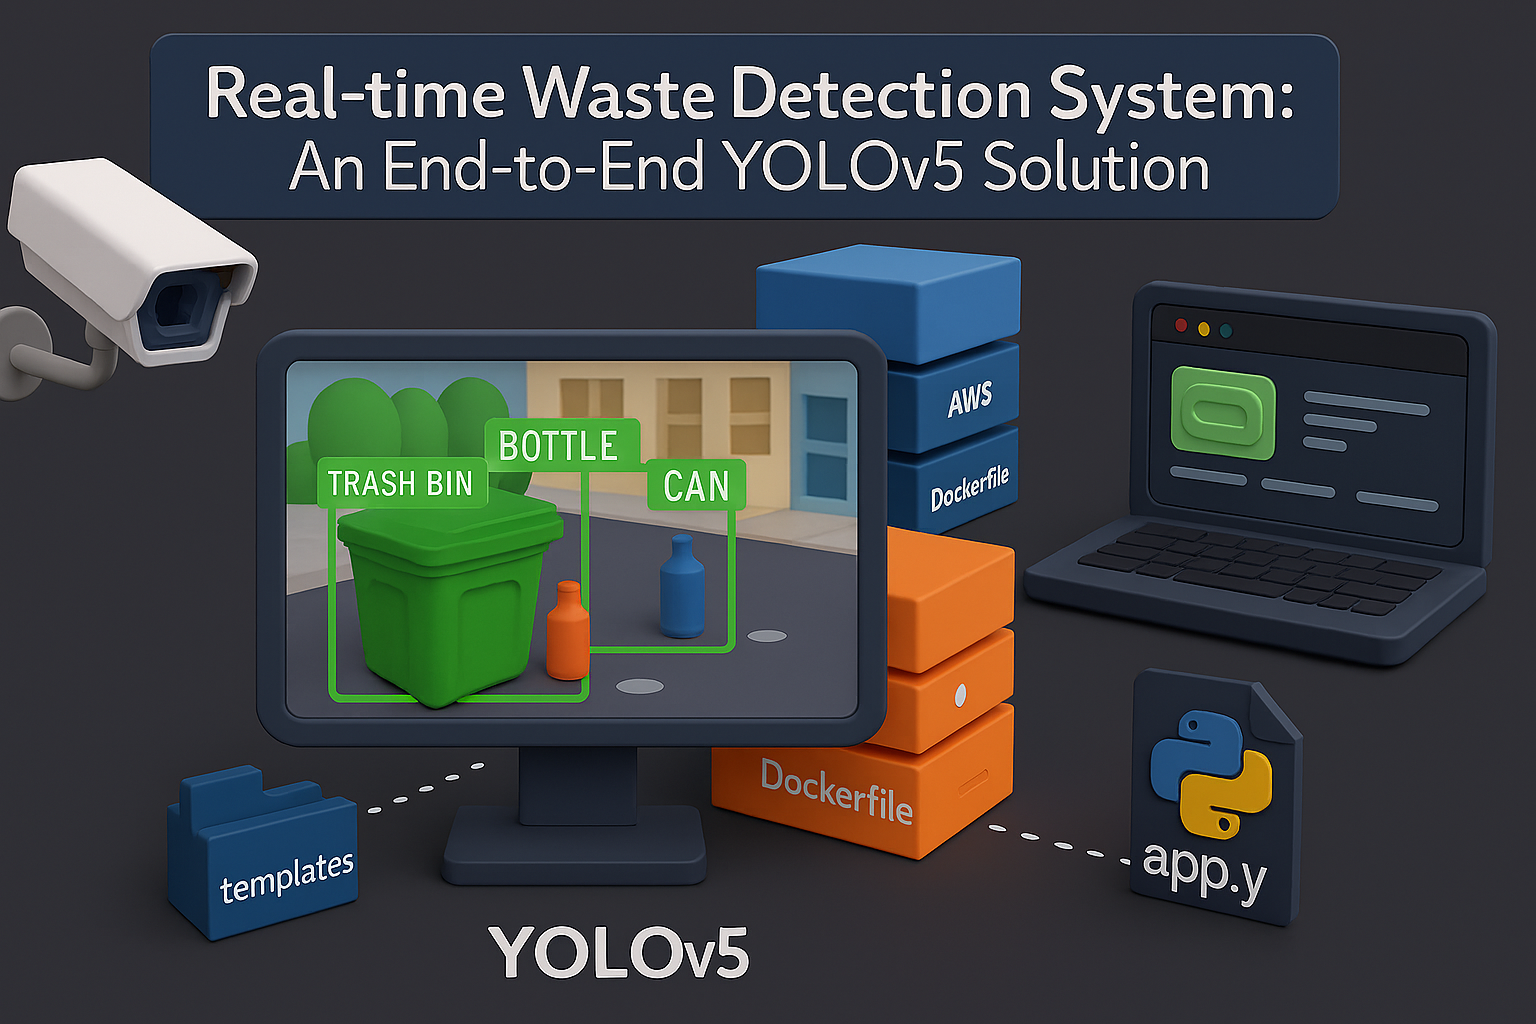 Real-time Waste Detection System:
An End-to-End YOLOv5 Solution
AWS
Dockerfile
BOTTLE
TRASH BIN
CAN
Dockerfile
templates
app.y
YOLOv5